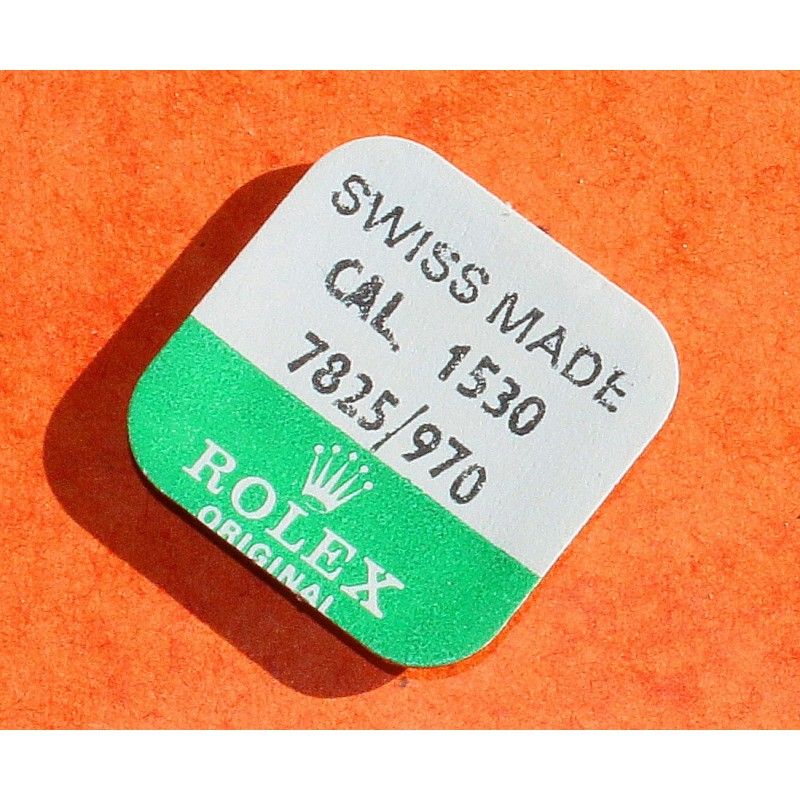 SWISS MADE
CAL 1530
7825/970
ROLEX
ORIGINAL